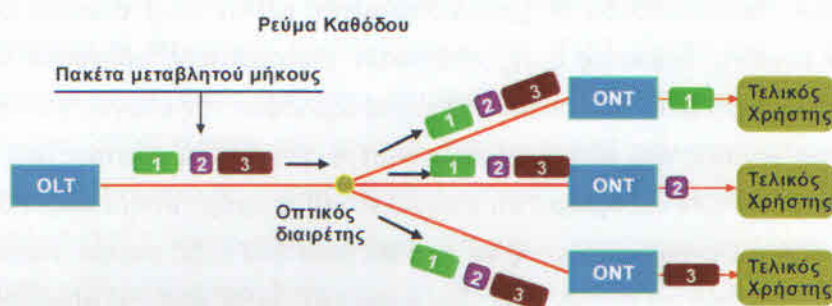 Ρεύμα Καθόδου
Πακέτα μεταβλητού μήκους
1 2 3
ONT
1
Τελικός
Χρήστης
OLT
1 2 3
1 2 3
ONT
2
Τελικός
Χρήστης
Οπτικός
διαιρέτης
1 2 3
ONT
3
Τελικός
Χρήστης